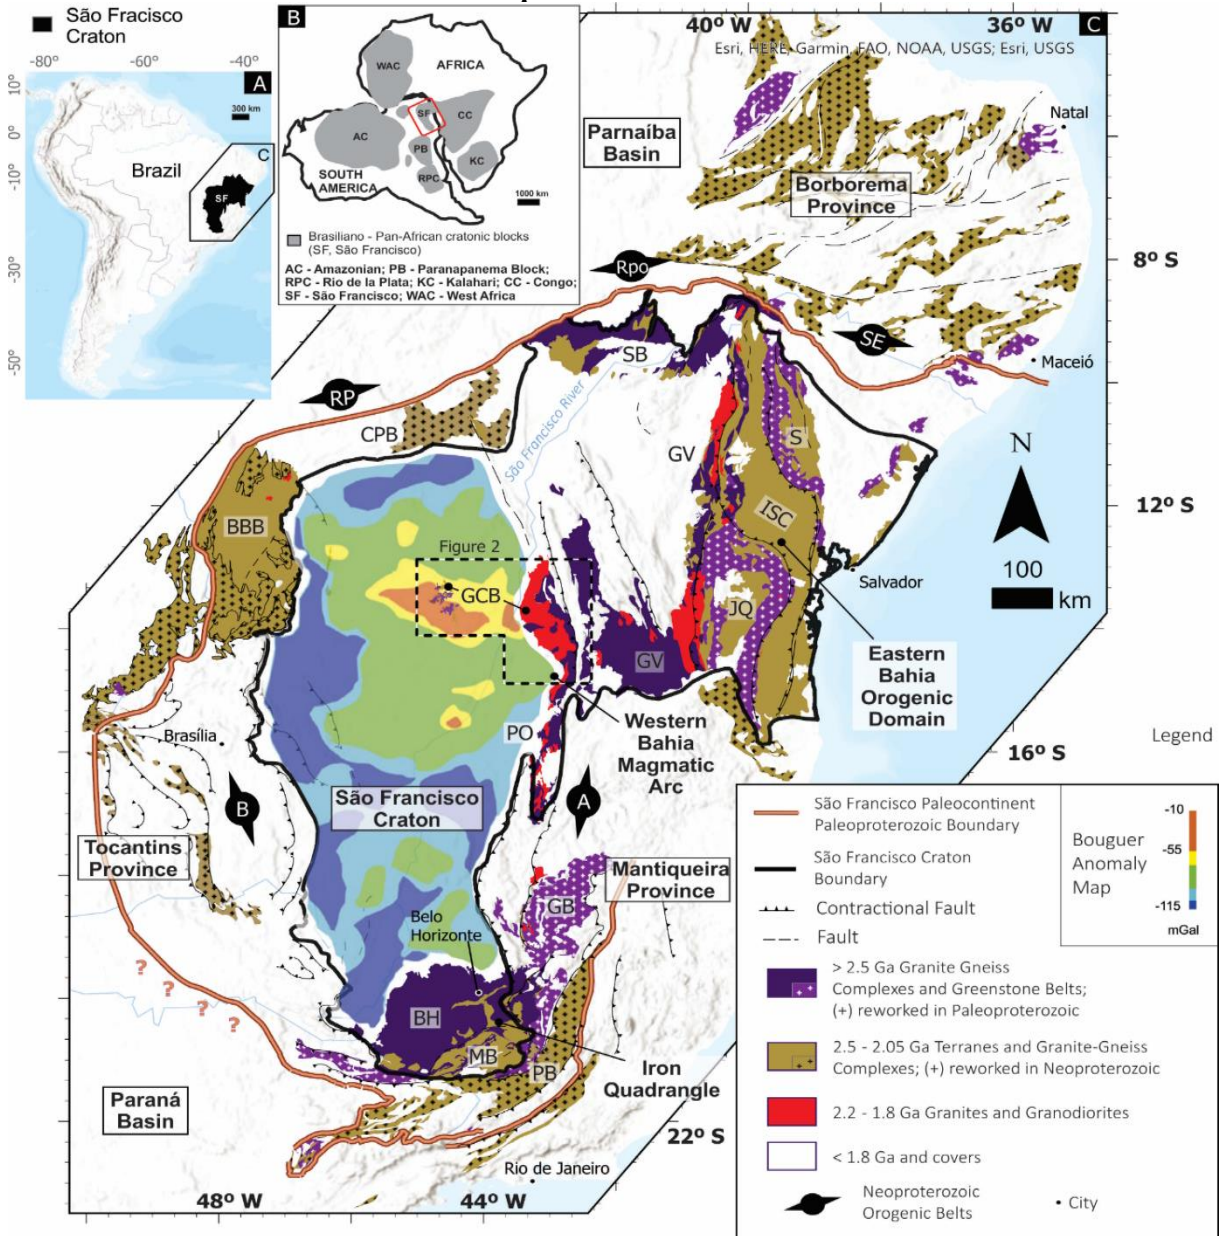 São Fracisco
Craton
-80°
-60°
-40°
A
300 km
10°
0°
-10°
-30°
-50°
Brazil
SF
C
B
WAC
AFRICA
SF
CC
AC
PB
KC
SOUTH
AMERICA
RPC
1000 km
Brasiliano - Pan-African cratonic blocks
(SF, São Francisco)
AC - Amazonian; PB - Paranapanema Block;
RPC - Rio de la Plata; KC - Kalahari; CC - Congo;
SF - São Francisco; WAC - West Africa
40° W
36° W
C
Esri, HERE, Garmin, FAO, NOAA, USGS; Esri, USGS
Natal
Parnaíba
Basin
Borborema
Province
8° S
Rpo
SE
Maceió
SB
RP
São Francisco River
CPB
GV
S
N
BBB
ISC
12° S
Figure 2
GCB
Salvador
100
km
JQ
GV
Eastern
Bahia
Orogenic
Domain
PO
Western
Bahia
Magmatic
Arc
Brasília
16° S
B
São Francisco
Craton
A
Tocantins
Province
Mantiqueira
Province
GB
Belo
Horizonte
BH
MB
PB
Iron
Quadrangle
? ? ? ?
Paraná
Basin
22° S
Rio de Janeiro
48° W
44° W
Legend
São Francisco Paleocontinent
Paleoproterozoic Boundary
São Francisco Craton
Boundary
Contractional Fault
Fault
> 2.5 Ga Granite Gneiss
Complexes and Greenstone Belts;
(+) reworked in Paleoproterozoic
2.5 - 2.05 Ga Terranes and Granite-Gneiss
Complexes; (+) reworked in Neoproterozoic
2.2 - 1.8 Ga Granites and Granodiorites
< 1.8 Ga and covers
Neoproterozoic
Orogenic Belts
City
Bouguer
Anomaly
Map
-10
-55
-115
mGal